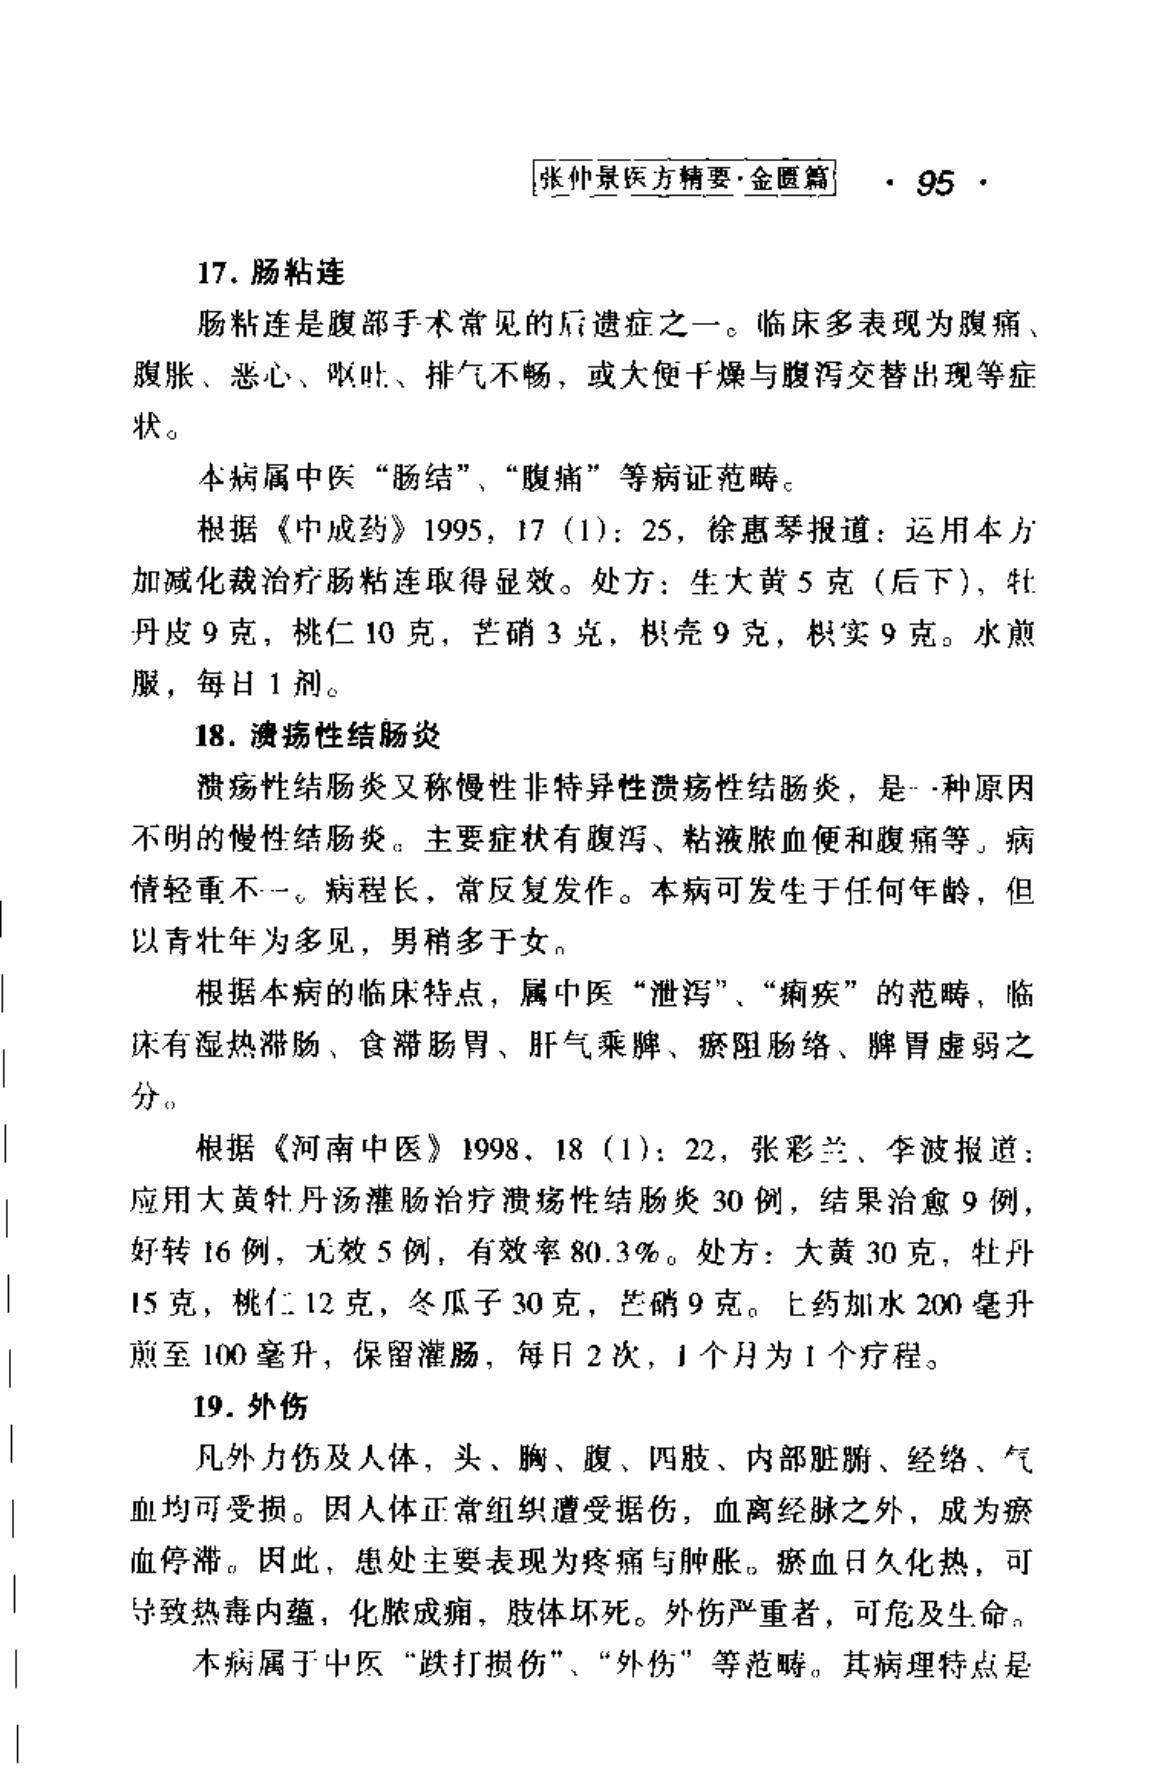 张仲景医方精要·金匮篇 · 95 ·
17. 肠粘连
肠粘连是腹部手术常见的后遗症之一。临床多表现为腹痛、
腹胀、恶心、呕吐、排气不畅，或大便干燥与腹泻交替出现等症
状。
本病属中医“肠结”、“腹痛”等病证范畴。
根据《中成药》1995，17（1）：25，徐惠琴报道：运用本方
加减化裁治疗肠粘连取得显效。处方：生大黄 5 克（后下），牡
丹皮 9 克，桃仁 10 克，芒硝 3 克，枳壳 9 克，枳实 9 克。水煎
服，每日 1 剂。
18. 溃疡性结肠炎
溃疡性结肠炎又称慢性非特异性溃疡性结肠炎，是一种原因
不明的慢性结肠炎。主要症状有腹泻、粘液脓血便和腹痛等。病
情轻重不一。病程长，常反复发作。本病可发生于任何年龄，但
以青壮年为多见，男稍多于女。
根据本病的临床特点，属中医“泄泻”、“痢疾”的范畴，临
床有湿热滞肠、食滞肠胃、肝气乘脾、瘀阻肠络、脾胃虚弱之
分。
根据《河南中医》1998，18（1）：22，张彩兰、李波报道：
应用大黄牡丹汤灌肠治疗溃疡性结肠炎 30 例，结果治愈 9 例，
好转 16 例，无效 5 例，有效率 80.3%。处方：大黄 30 克，牡丹
15 克，桃仁 12 克，冬瓜子 30 克，芒硝 9 克。上药加水 200 毫升
煎至 100 毫升，保留灌肠，每日 2 次，1 个月为 1 个疗程。
19. 外伤
凡外力伤及人体，头、胸、腹、四肢、内部脏腑、经络、气
血均可受损。因人体正常组织遭受据伤，血离经脉之外，成为瘀
血停滞。因此，患处主要表现为疼痛与肿胀。瘀血日久化热，可
导致热毒内蕴，化脓成痈，肢体坏死。外伤严重者，可危及生命。
本病属于中医“跌打损伤”、“外伤”等范畴。其病理特点是